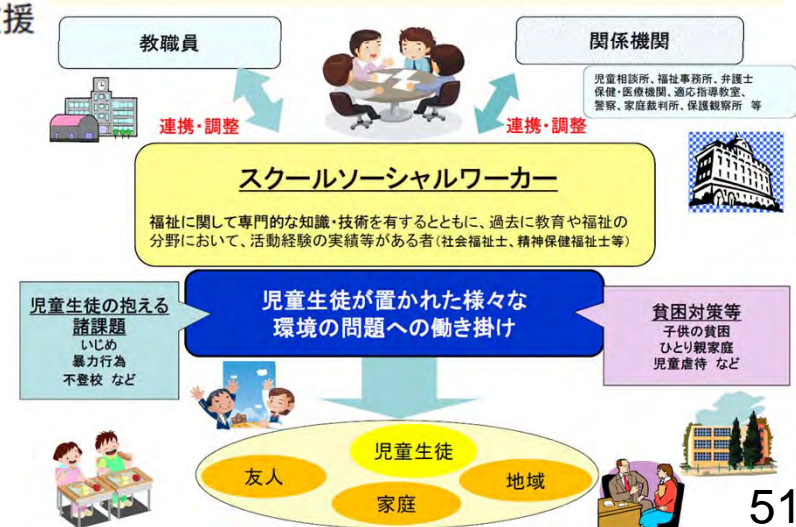 援
教職員
関係機関
児童相談所、福祉事務所、弁護士
保健・医療機関、適応指導教室、
警察、家庭裁判所、保護観察所 等
連携・調整
連携・調整
スクールソーシャルワーカー
福祉に関して専門的な知識・技術を有するとともに、過去に教育や福祉の
分野において、活動経験の実績等がある者(社会福祉士、精神保健福祉士等)
児童生徒の抱える
諸課題
いじめ
暴力行為
不登校 など
児童生徒が置かれた様々な
環境の問題への働き掛け
貧困対策等
子供の貧困
ひとり親家庭
児童虐待 など
児童生徒
友人
地域
家庭
51